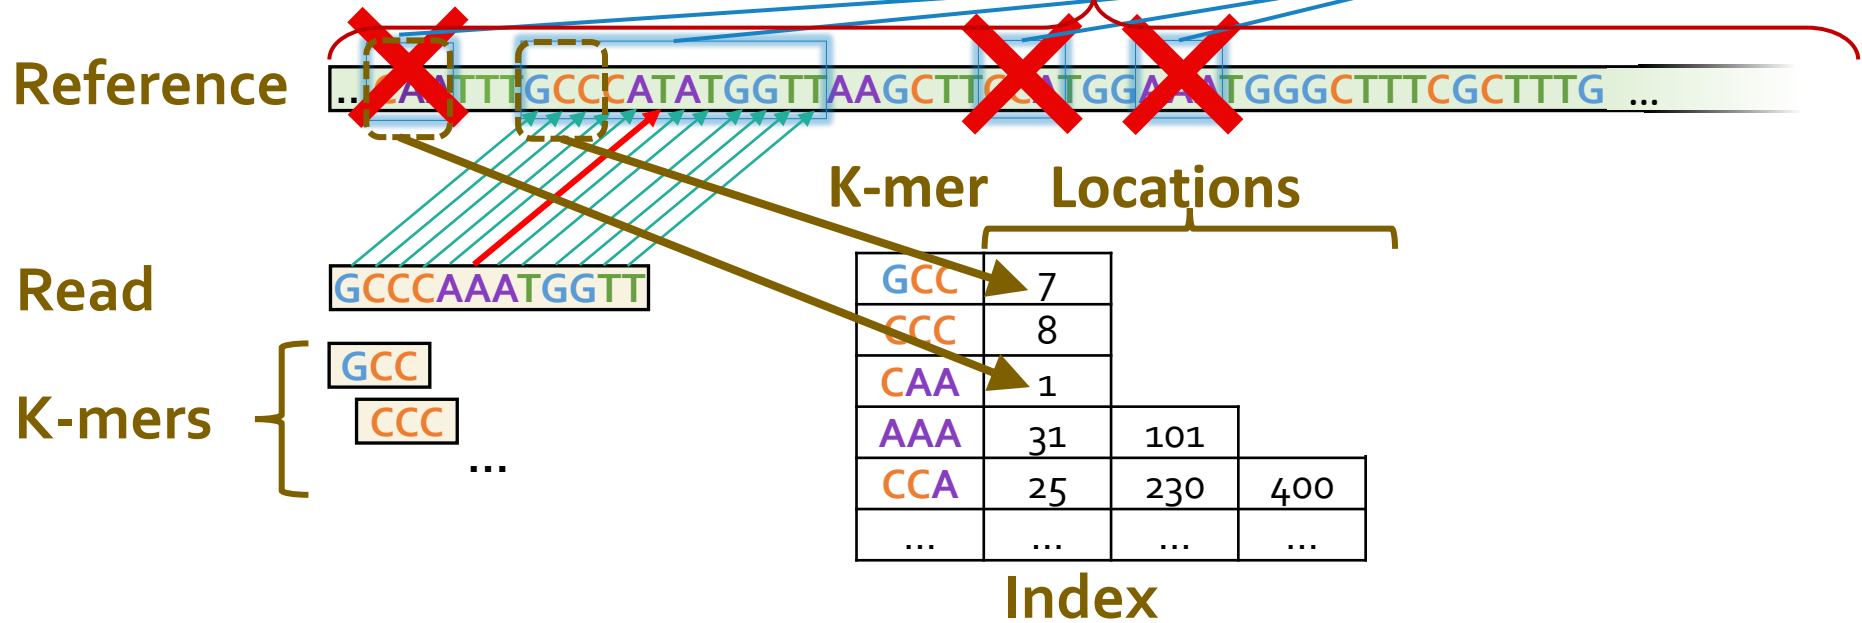 Reference
...CAATTTGCCCATATGGTTAAGCTTCCATGGAAATGGGCTTTCGCTTTG ...
K-mer Locations
Read
GCCCAAATGGTT
K-mers
GCC
CCC
...
GCC 7
CCC 8
CAA 1
AAA 31 101
CCA 25 230 400
... ... ... ...
Index